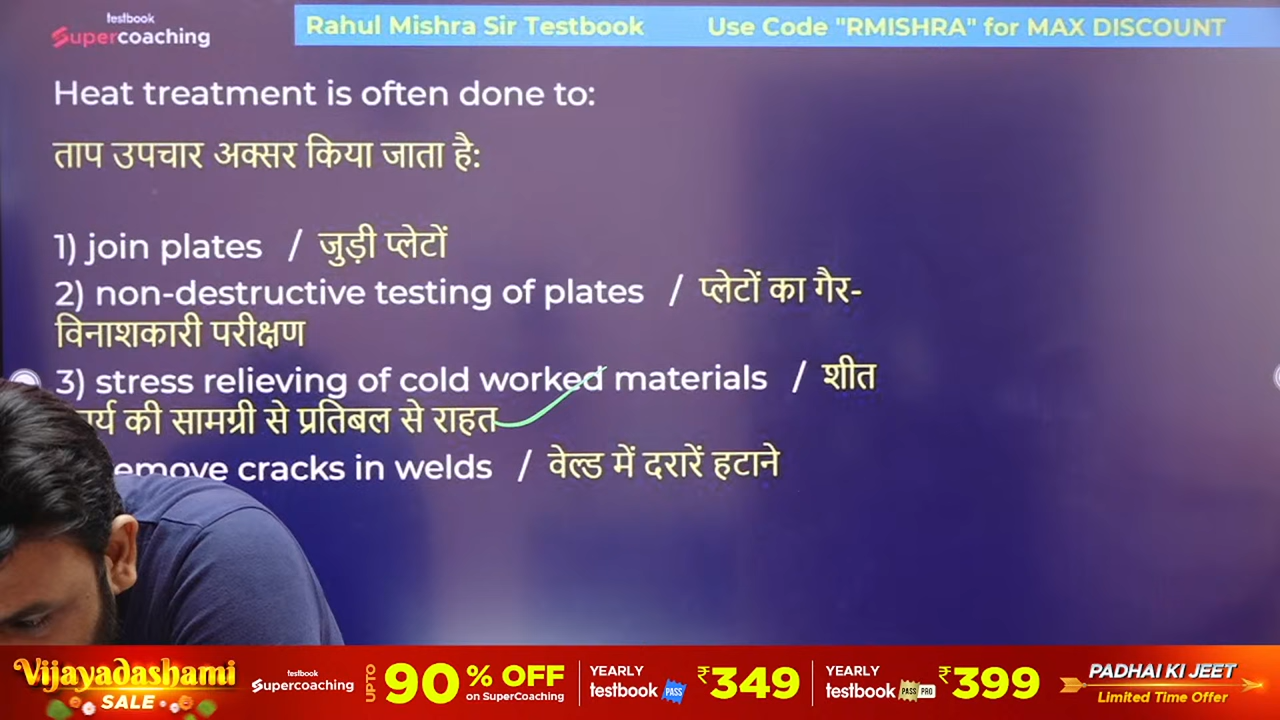 testbook
Supercoaching
Rahul Mishra Sir Testbook Use Code "RMISHRA" for MAX DISCOUNT
Heat treatment is often done to:
ताप उपचार अक्सर किया जाता है:
1) join plates / जुड़ी प्लेटों
2) non-destructive testing of plates / प्लेटों का गैर-
विनाशकारी परीक्षण
3) stress relieving of cold worked materials / शीत
की सामग्री से प्रतिबल से राहत
cracks in welds / वेल्ड में दरारें हटाने
Vijayadashami
SALE
testbook
Supercoaching
UPTO 90% OFF
on SuperCoaching
YEARLY
testbook PASS ₹349
YEARLY
testbook PASS PRO ₹399
PADHAI KI JEET
Limited Time Offer